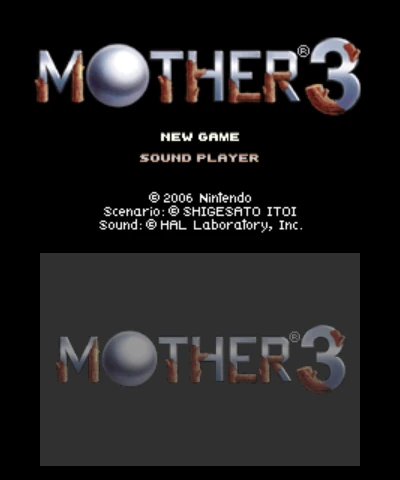 MOTHER® 3
NEW GAME
SOUND PLAYER
© 2006 Nintendo
Scenario: © SHIGESATO ITOI
Sound: © HAL Laboratory, Inc.
MOTHER® 3